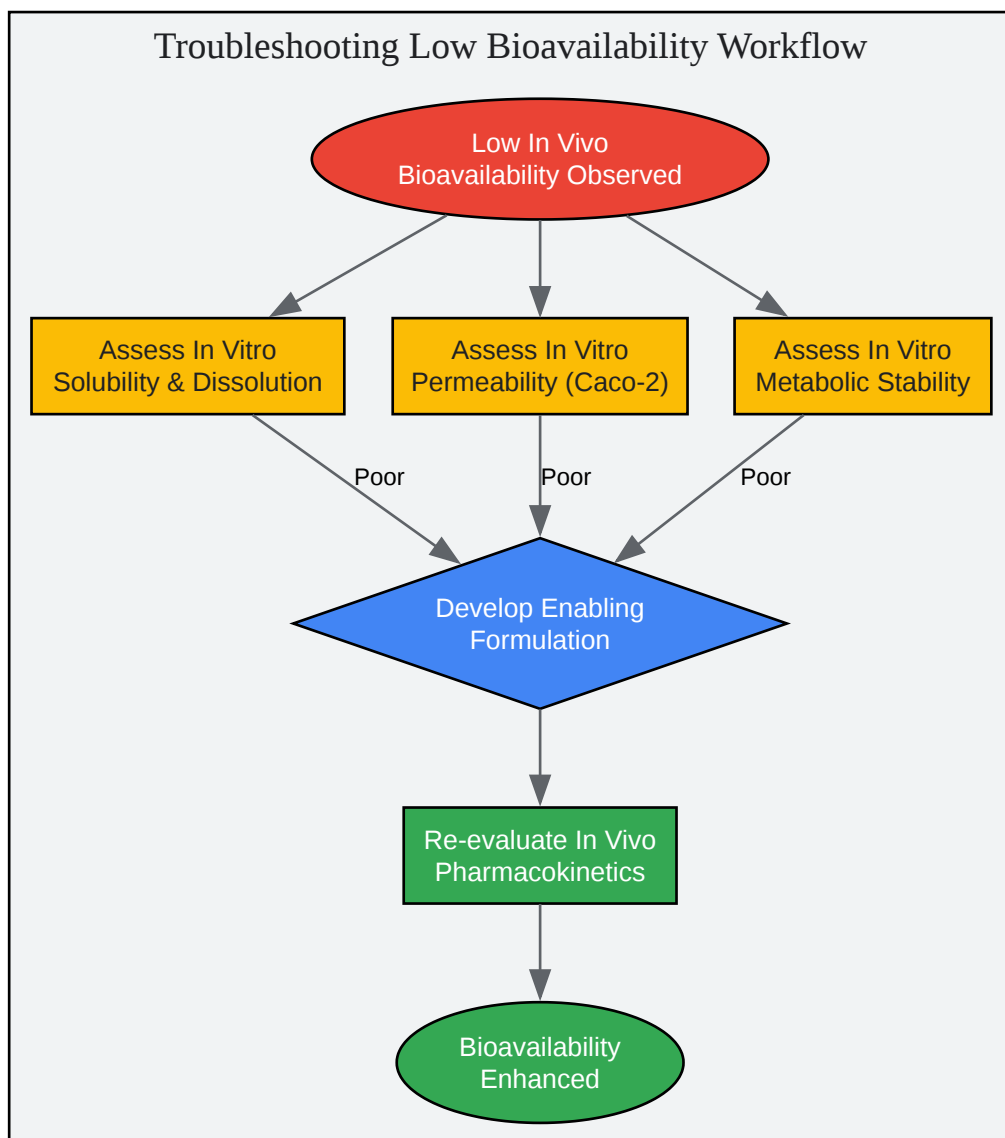 Troubleshooting Low Bioavailability Workflow
Low In Vivo
Bioavailability Observed
Assess In Vitro
Solubility & Dissolution
Assess In Vitro
Permeability (Caco-2)
Assess In Vitro
Metabolic Stability
Poor
Poor
Poor
Develop Enabling
Formulation
Re-evaluate In Vivo
Pharmacokinetics
Bioavailability
Enhanced